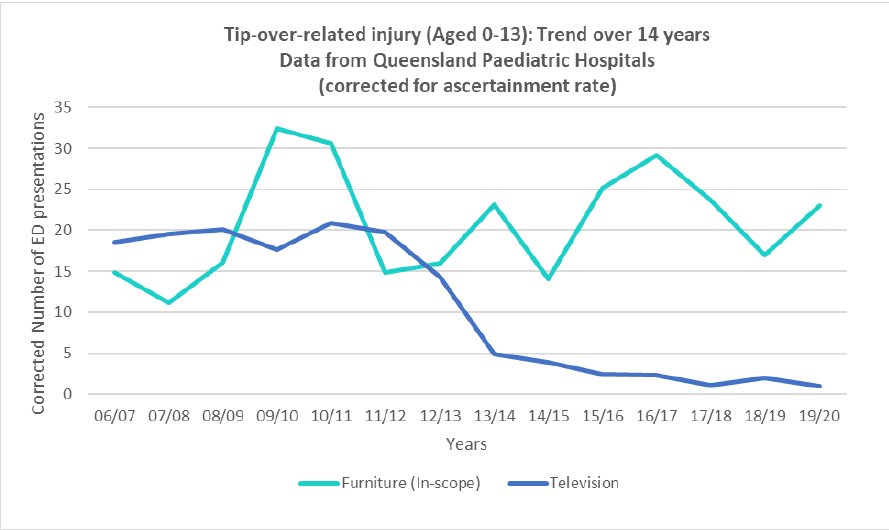 Tip-over-related injury (Aged 0-13): Trend over 14 years
Data from Queensland Paediatric Hospitals
(corrected for ascertainment rate)
Corrected Number of ED presentations
35
30
25
20
15
10
5
0
06/07 07/08 08/09 09/10 10/11 11/12 12/13 13/14 14/15 15/16 16/17 17/18 18/19 19/20
Years
Furniture (In-scope) Television